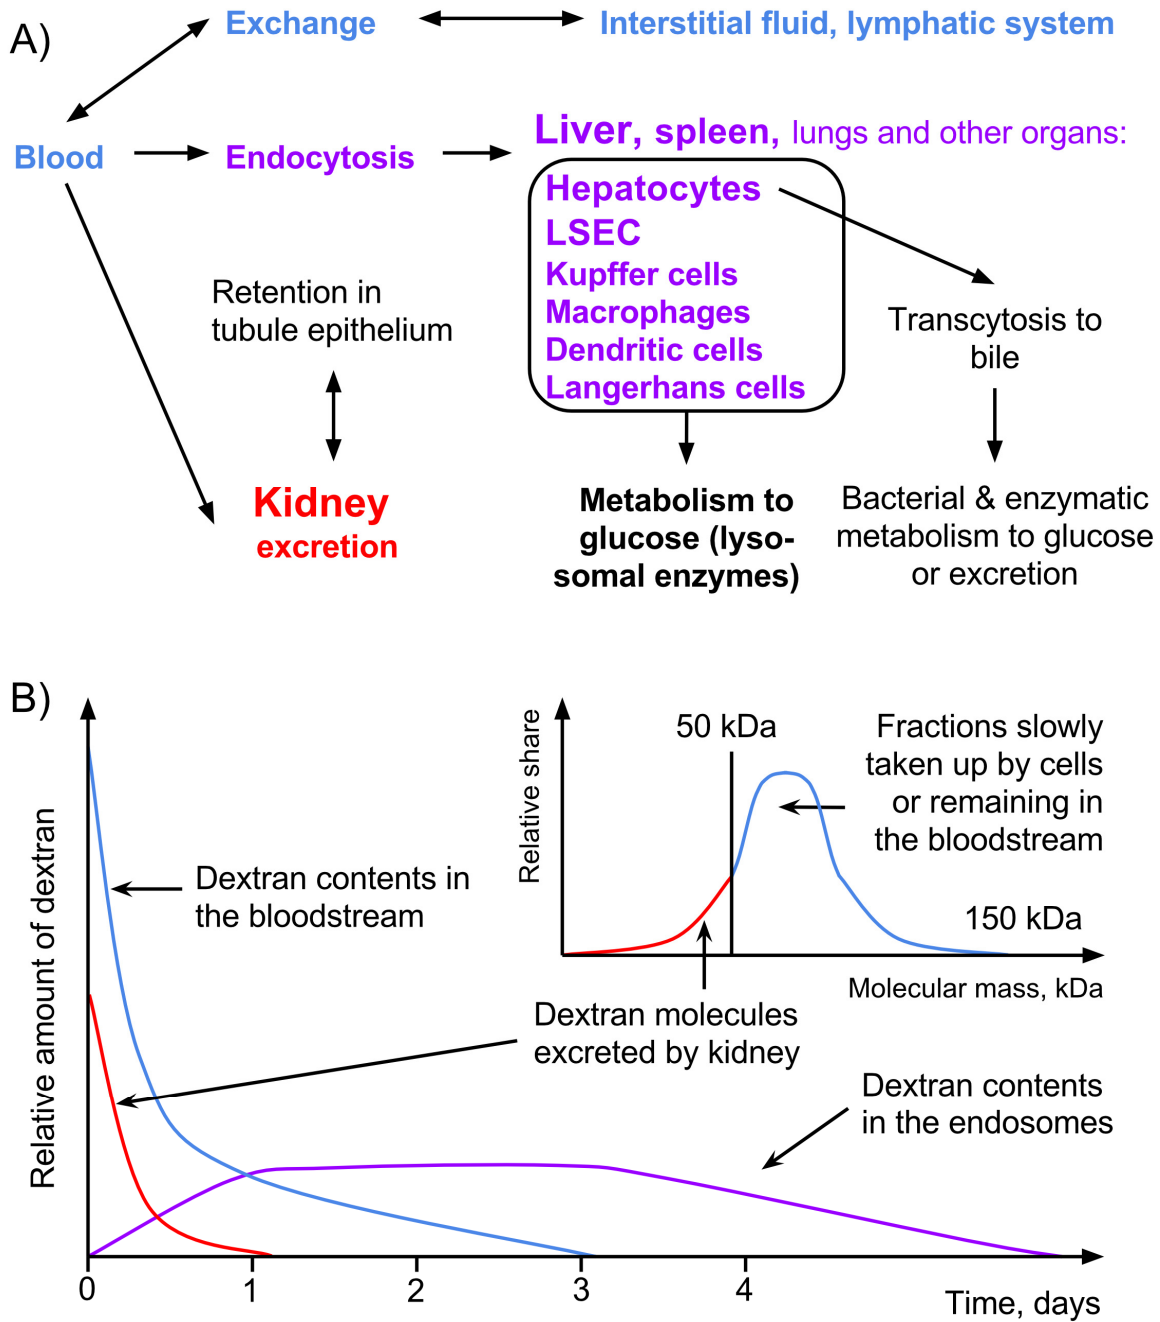 A)
Exchange
Interstitial fluid, lymphatic system
Blood
Endocytosis
Liver, spleen, lungs and other organs:
Hepatocytes
LSEC
Kupffer cells
Macrophages
Dendritic cells
Langerhans cells
Retention in
tubule epithelium
Transcytosis to
bile
Kidney
excretion
Metabolism to
glucose (lyso-
somal enzymes)
Bacterial & enzymatic
metabolism to glucose
or excretion
B)
Relative amount of dextran
Dextran contents in
the bloodstream
Relative share
50 kDa
Fractions slowly
taken up by cells
or remaining in
the bloodstream
150 kDa
Molecular mass, kDa
Dextran molecules
excreted by kidney
Dextran contents
in the endosomes
0 1 2 3 4
Time, days